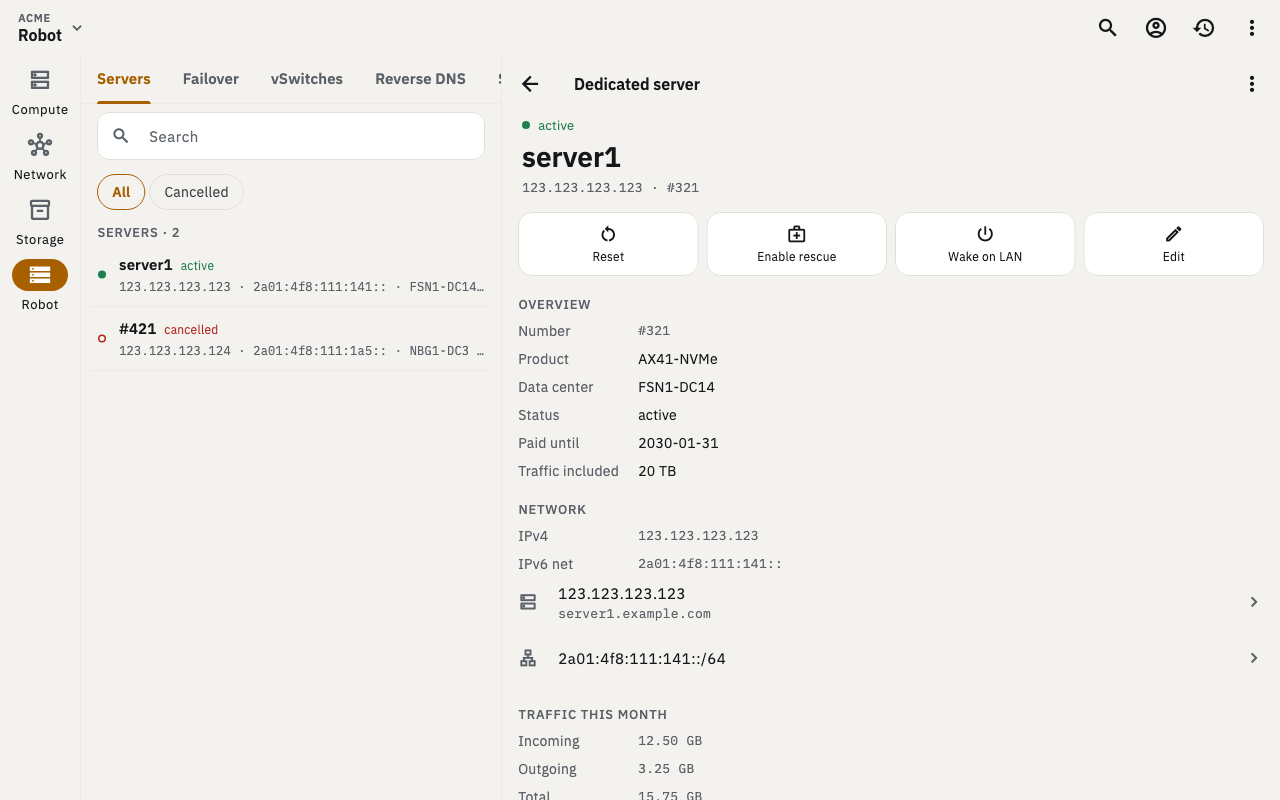 ACME
Robot
Compute
Network
Storage
Robot
Servers Failover vSwitches Reverse DNS
Search
All Cancelled
SERVERS · 2
server1 active
123.123.123.123 · 2a01:4f8:111:141:: · FSN1-DC14…
#421 cancelled
123.123.123.124 · 2a01:4f8:111:1a5:: · NBG1-DC3 …
Dedicated server
active
server1
123.123.123.123 · #321
Reset Enable rescue Wake on LAN Edit
OVERVIEW
Number #321
Product AX41-NVMe
Data center FSN1-DC14
Status active
Paid until 2030-01-31
Traffic included 20 TB
NETWORK
IPv4 123.123.123.123
IPv6 net 2a01:4f8:111:141::
123.123.123.123
server1.example.com
2a01:4f8:111:141::/64
TRAFFIC THIS MONTH
Incoming 12.50 GB
Outgoing 3.25 GB
Total 15.75 GB